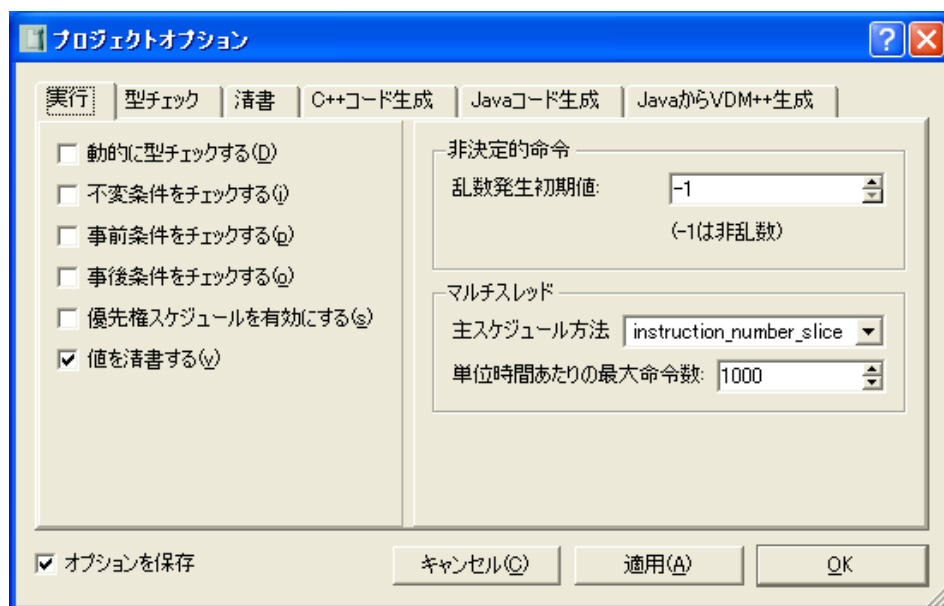 プロジェクトオプション
実行 型チェック 清書 C++コード生成 Javaコード生成 JavaからVDM++生成
動的に型チェックする(D)
不変条件をチェックする(i)
事前条件をチェックする(p)
事後条件をチェックする(o)
優先権スケジュールを有効にする(s)
値を清書する(v)
非決定的命令
乱数発生初期値: -1
(-1は非乱数)
マルチスレッド
主スケジュール方法 instruction_number_slice
単位時間あたりの最大命令数: 1000
オプションを保存 キャンセル(C) 適用(A) OK